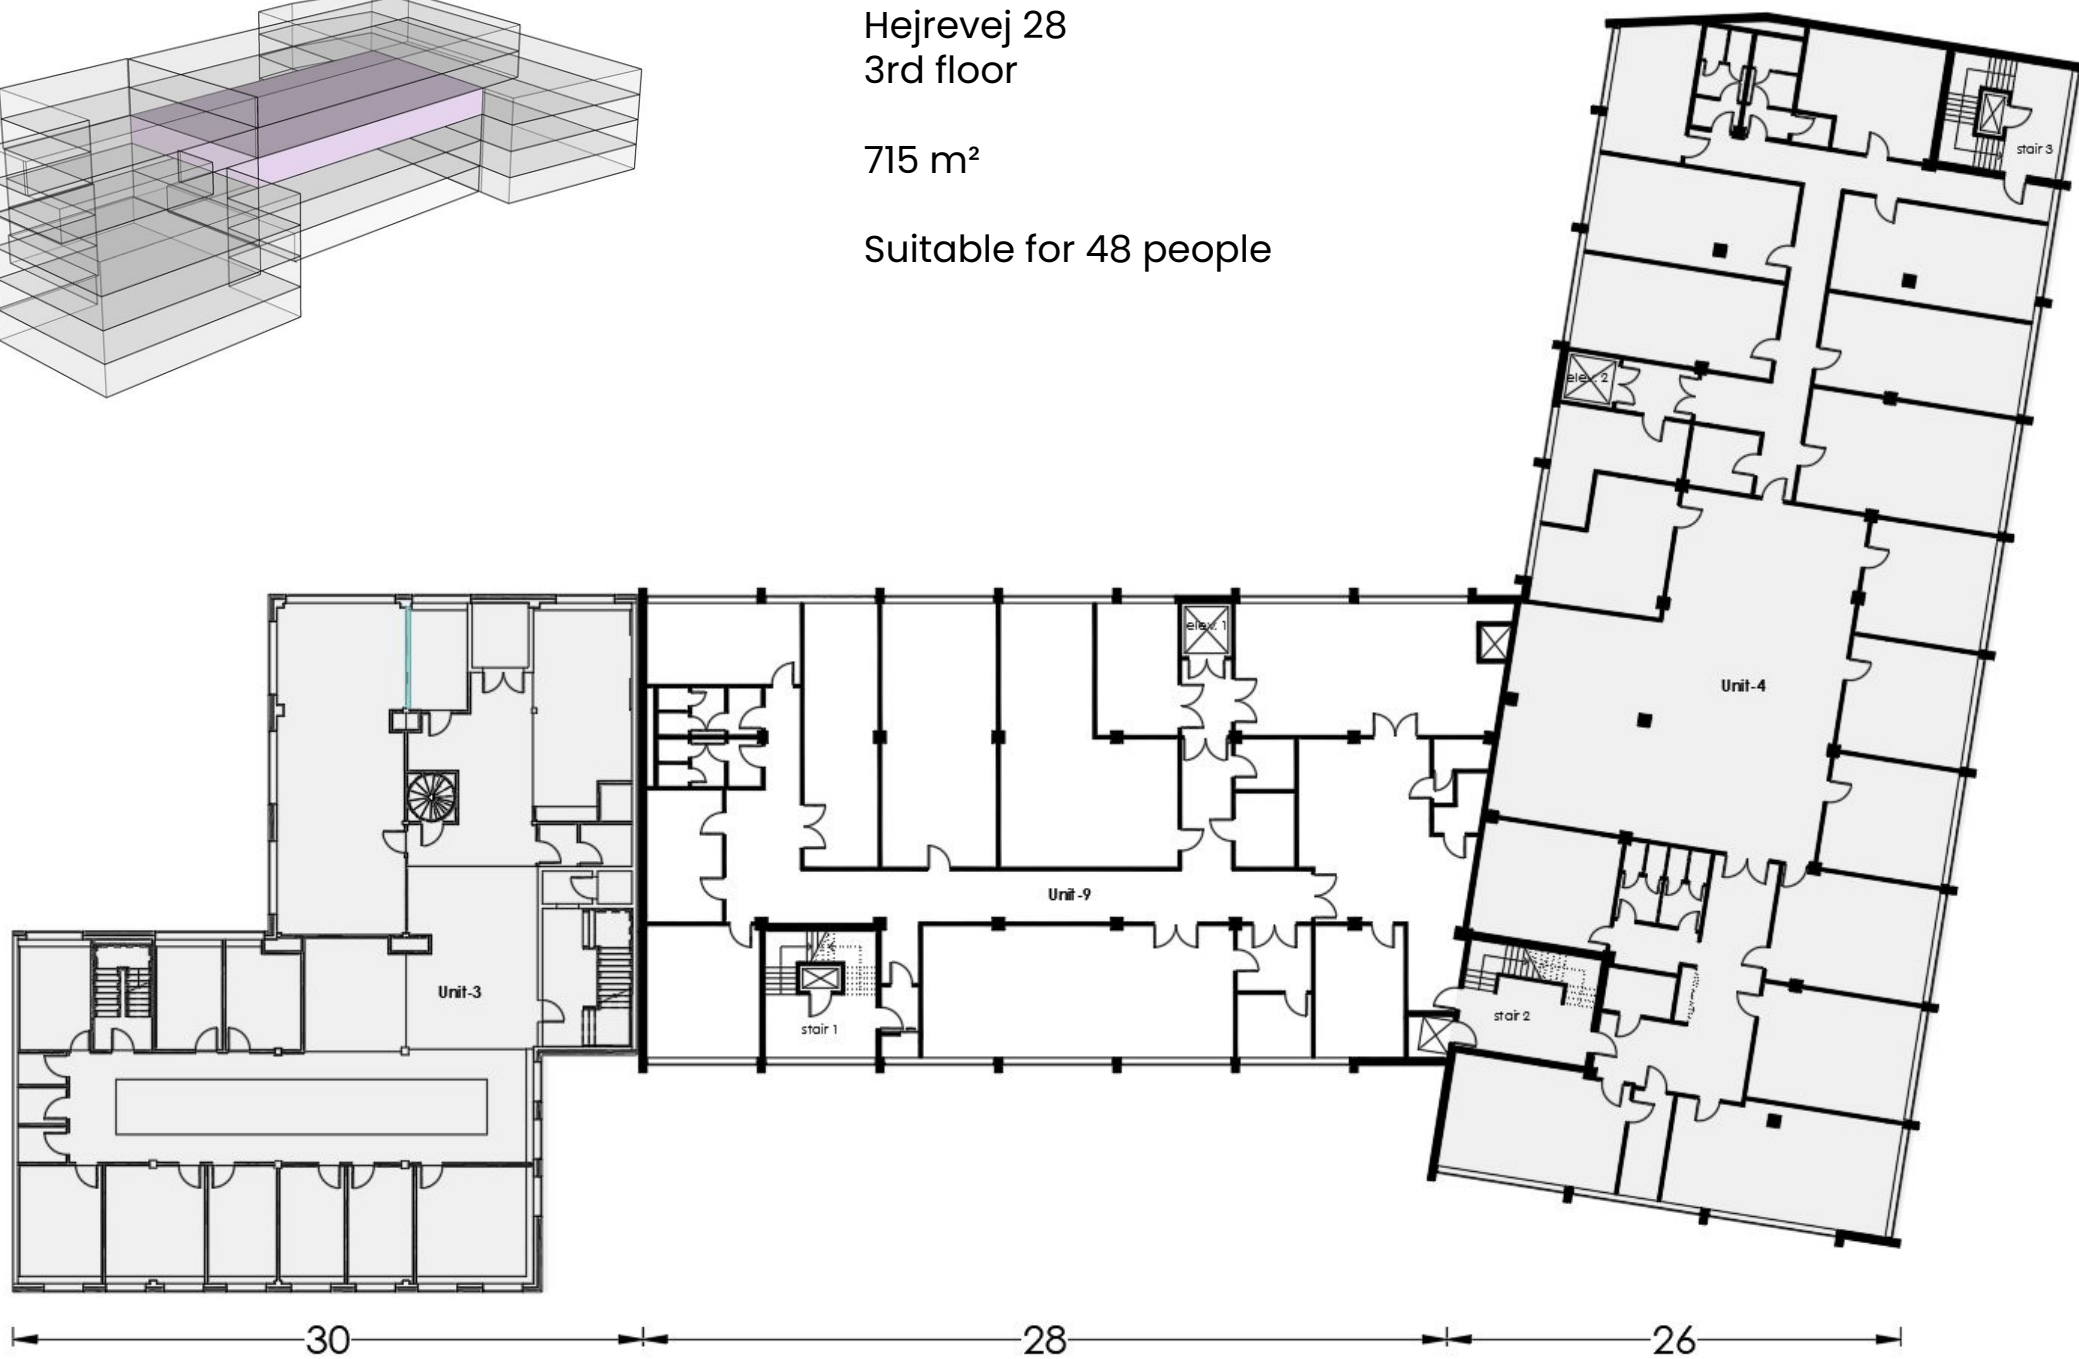 Hejrevej 28
3rd floor
715 m²
Suitable for 48 people
stair 3
elev. 2
elev. 1
Unit-4
Unit-9
Unit-3
stair 1
stair 2
30
28
26